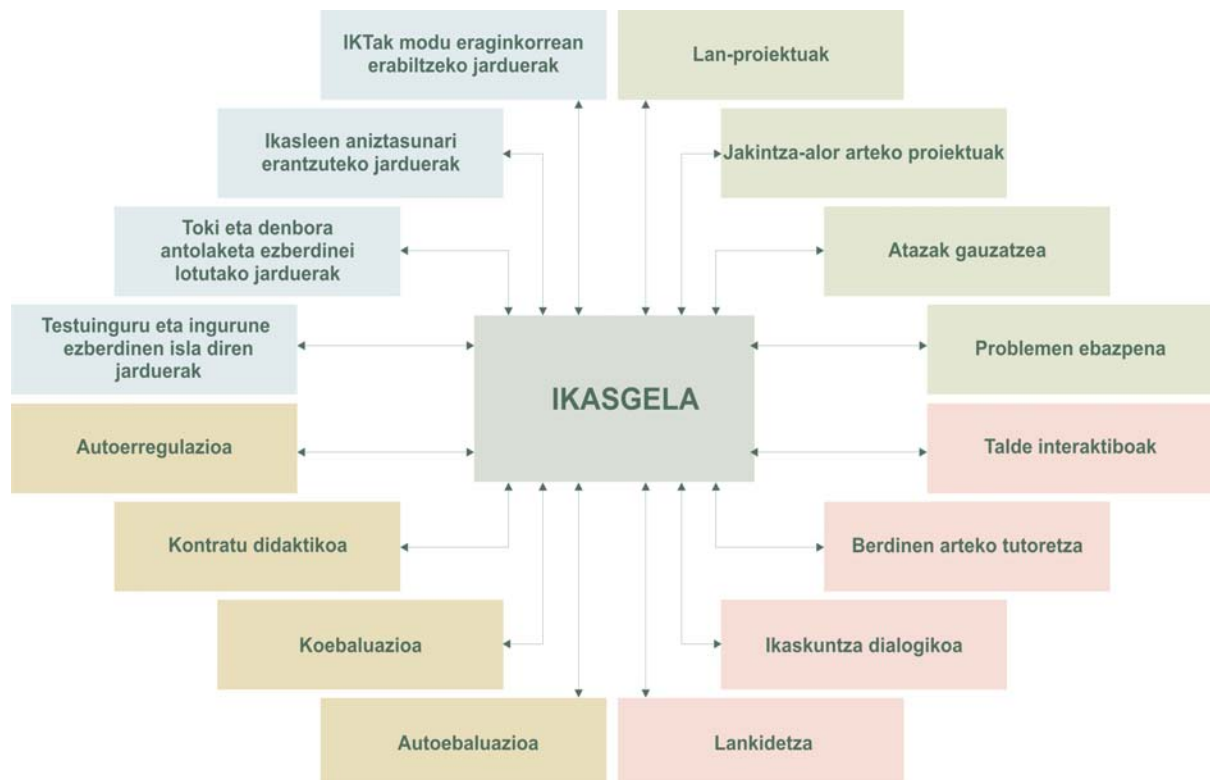 IKTak modu eraginkorrean
erabiltzeko jarduerak
Lan-proiektuak
Ikasleen aniztasunari
erantzuteko jarduerak
Jakintza-alor arteko proiektuak
Toki eta denbora
antolaketa ezberdinei
lotutako jarduerak
Atazak gauzatzea
Testuinguru eta ingurune
ezberdinen isla diren
jarduerak
Problemen ebazpena
IKASGELA
Autoerregulazioa
Talde interaktiboak
Kontratu didaktikoa
Berdinen arteko tutoretza
Koebaluazioa
Ikaskuntza dialogikoa
Autoebaluazioa
Lankidetza